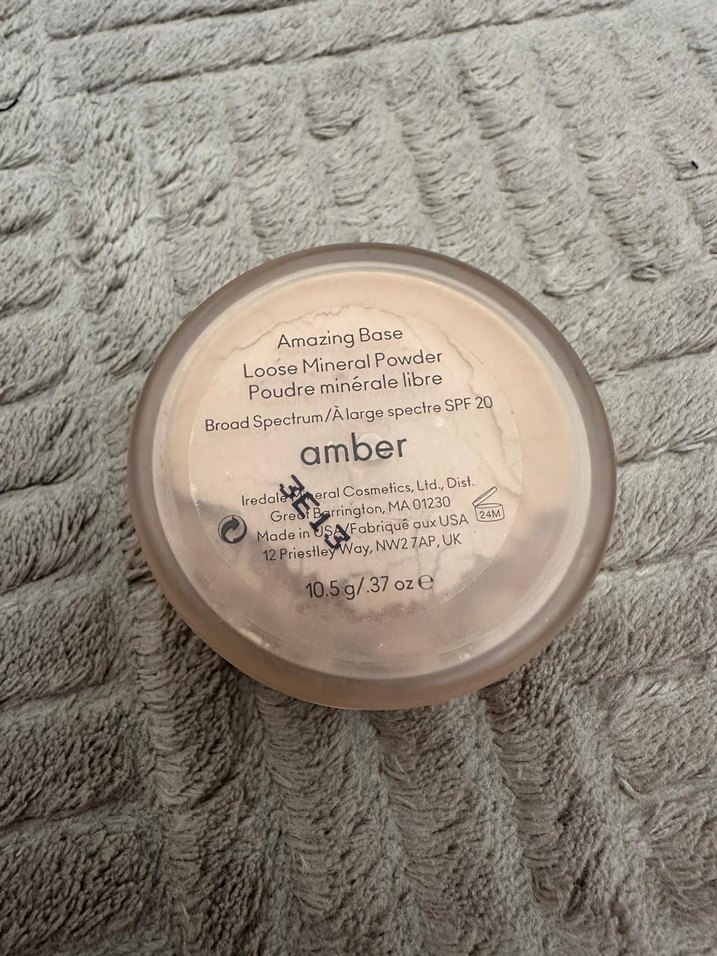 Amazing Base
Loose Mineral Powder
Poudre minérale libre
Broad Spectrum/À large spectre SPF 20
amber
Iredale Mineral Cosmetics, Ltd., Dist.
Great Barrington, MA 01230
Made in USA/Fabriqué aux USA
12 Priestley Way, NW2 7AP, UK
24M
3E13
10.5 g/.37 oz ℮